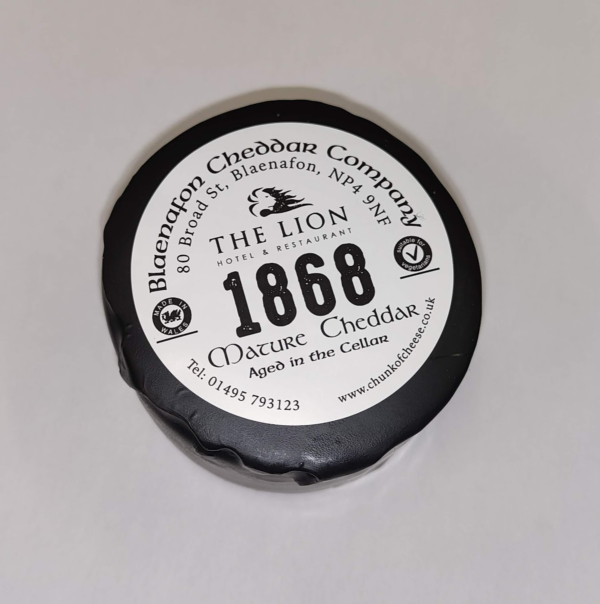 Blaenafon Cheddar Company
80 Broad St, Blaenafon, NP4 9NF
THE LION
HOTEL & RESTAURANT
1868
MADE IN
WALES
suitable for
vegetarians
Mature Cheddar
Aged in the Cellar
Tel: 01495 793123
www.chunkofcheese.co.uk